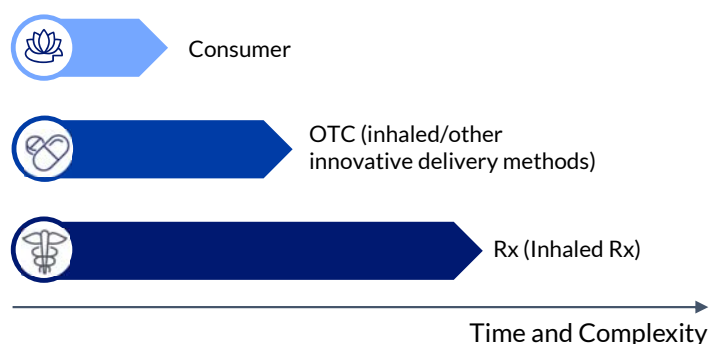 Consumer
OTC (inhaled/other
innovative delivery methods)
Rx (Inhaled Rx)
Time and Complexity